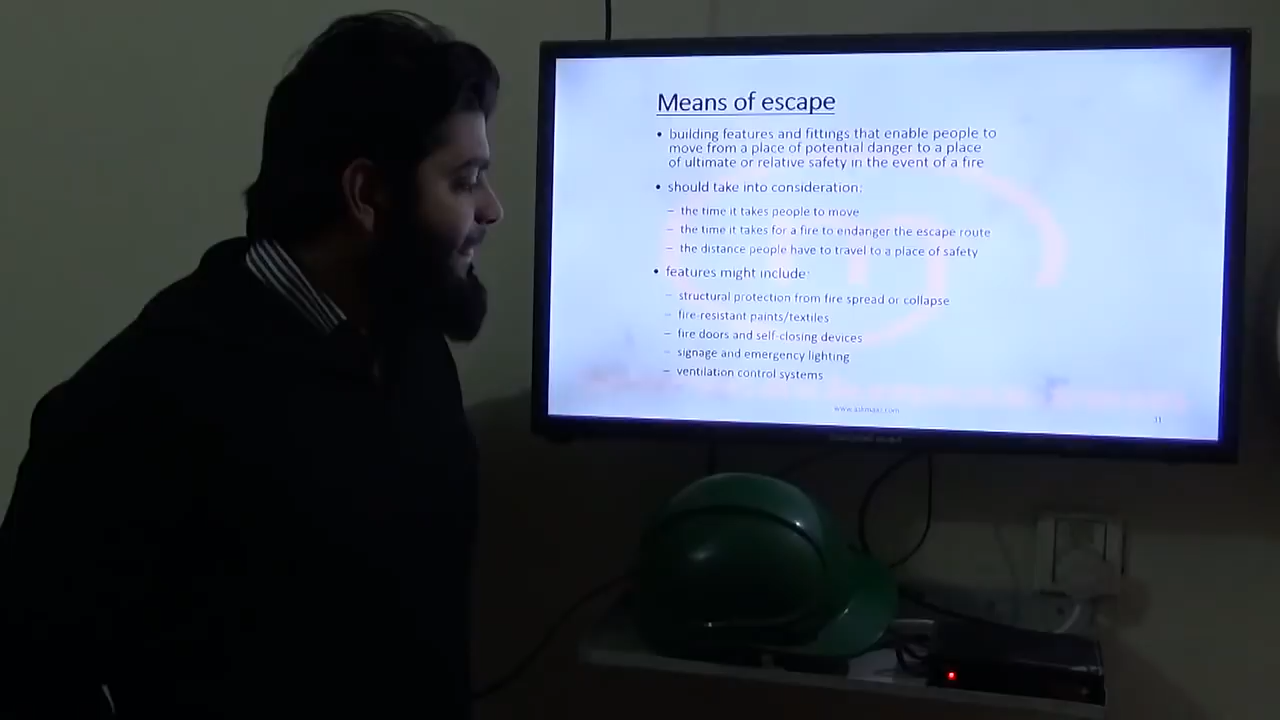 Means of escape
• building features and fittings that enable people to
move from a place of potential danger to a place
of ultimate or relative safety in the event of a fire
• should take into consideration:
– the time it takes people to move
– the time it takes for a fire to endanger the escape route
– the distance people have to travel to a place of safety
• features might include:
– structural protection from fire spread or collapse
– fire-resistant paints/textiles
– fire doors and self-closing devices
– signage and emergency lighting
– ventilation control systems
31